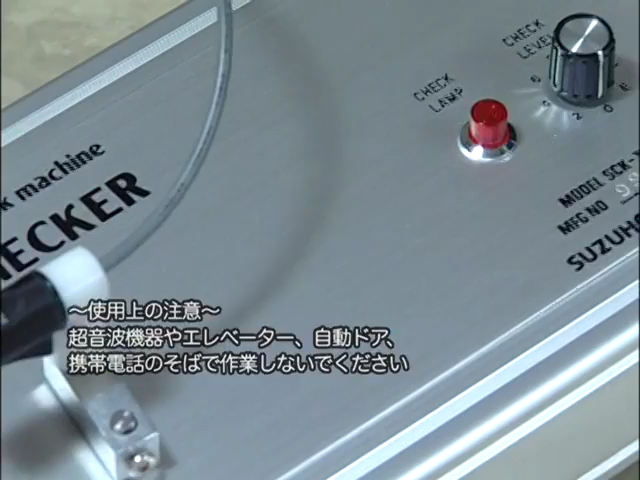 CHECK
LEVEL
CHECK
LAMP
machine
MODEL SCK-
MFG NO 99
SUZUHO
～使用上の注意～
超音波機器やエレベーター、自動ドア、
携帯電話のそばで作業しないでください